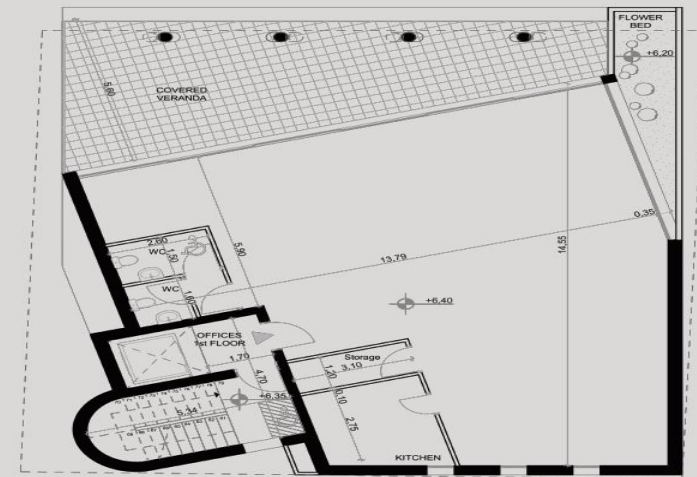 FLOWER
BED
+6,20
COVERED
VERANDA
5,60
0,35
2,60
WC
1,50
5,90
13,79
14,55
WC
1,60
+6,40
OFFICES
1st FLOOR
1,70
Storage
3,10
4,70
1,20
0,10
+6,35
5,34
2,75
KITCHEN